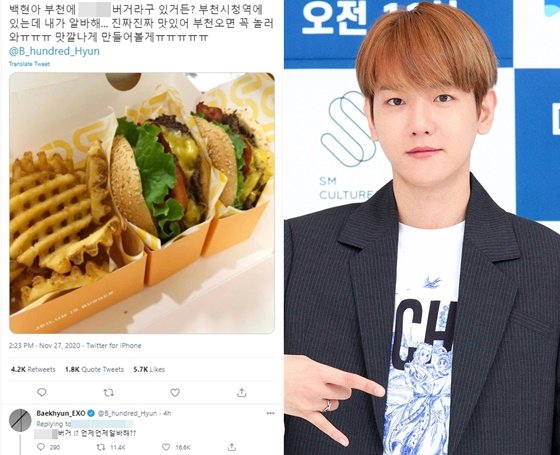 백현아 부천에 버거라구 있거든? 부천시청역에
있는데 내가 알바해... 진짜진짜 맛있어 부천오면 꼭 놀러
와ㅠㅠㅠ 맛깔나게 만들어볼게ㅠㅠㅠㅠㅠ
@B_hundred_Hyun
Translate Tweet
2:23 PM · Nov 27, 2020 · Twitter for iPhone
4.2K Retweets 1.8K Quote Tweets 5.7K Likes
Baekhyun_EXO @B_hundred_Hyun · 4h
Replying to
버거 !? 언제언제알바해??
920 11.4K 16.6K
오전
SM
CULTURE
CH